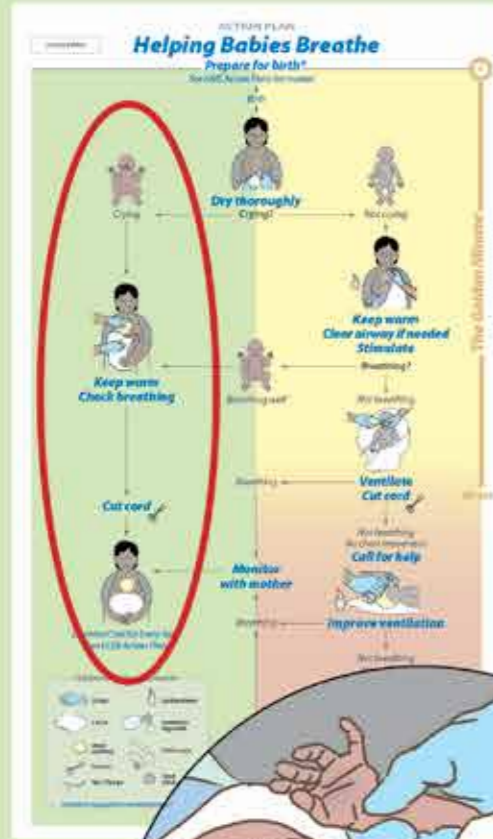 ACTION PLAN
Helping Babies Breathe
Prepare for birth*
Birth
Dry thoroughly
Crying
Crying?
Not crying
Keep warm
Clear airway if needed
Stimulate
The Golden Minute
Keep warm
Check breathing
Breathing well
Breathing?
Not breathing
Ventilate
Cut cord
Breathing
Cut cord
Not breathing
Call for help
Monitor
with mother
Breathing
Improve ventilation
Not breathing